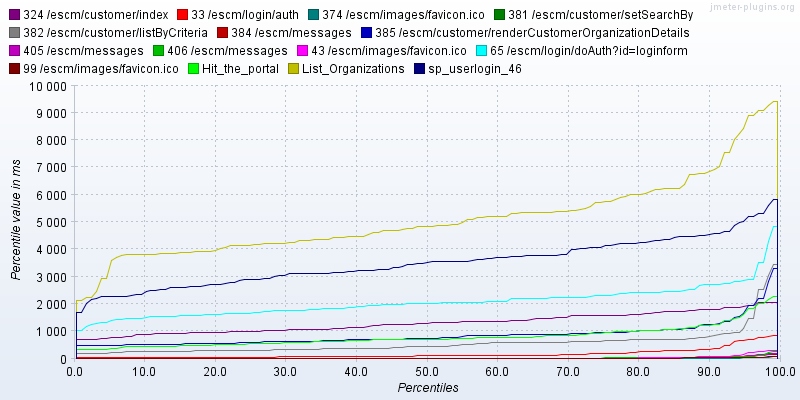 jmeter-plugins.org
324 /escm/customer/index 33 /escm/login/auth 374 /escm/images/favicon.ico 381 /escm/customer/setSearchBy
382 /escm/customer/listByCriteria 384 /escm/messages 385 /escm/customer/renderCustomerOrganizationDetails
405 /escm/messages 406 /escm/messages 43 /escm/images/favicon.ico 65 /escm/login/doAuth?id=loginform
99 /escm/images/favicon.ico Hit_the_portal List_Organizations sp_userlogin_46
10 000
9 000
8 000
7 000
6 000
5 000
4 000
3 000
2 000
1 000
0
Percentile value in ms
0.0 10.0 20.0 30.0 40.0 50.0 60.0 70.0 80.0 90.0 100.0
Percentiles